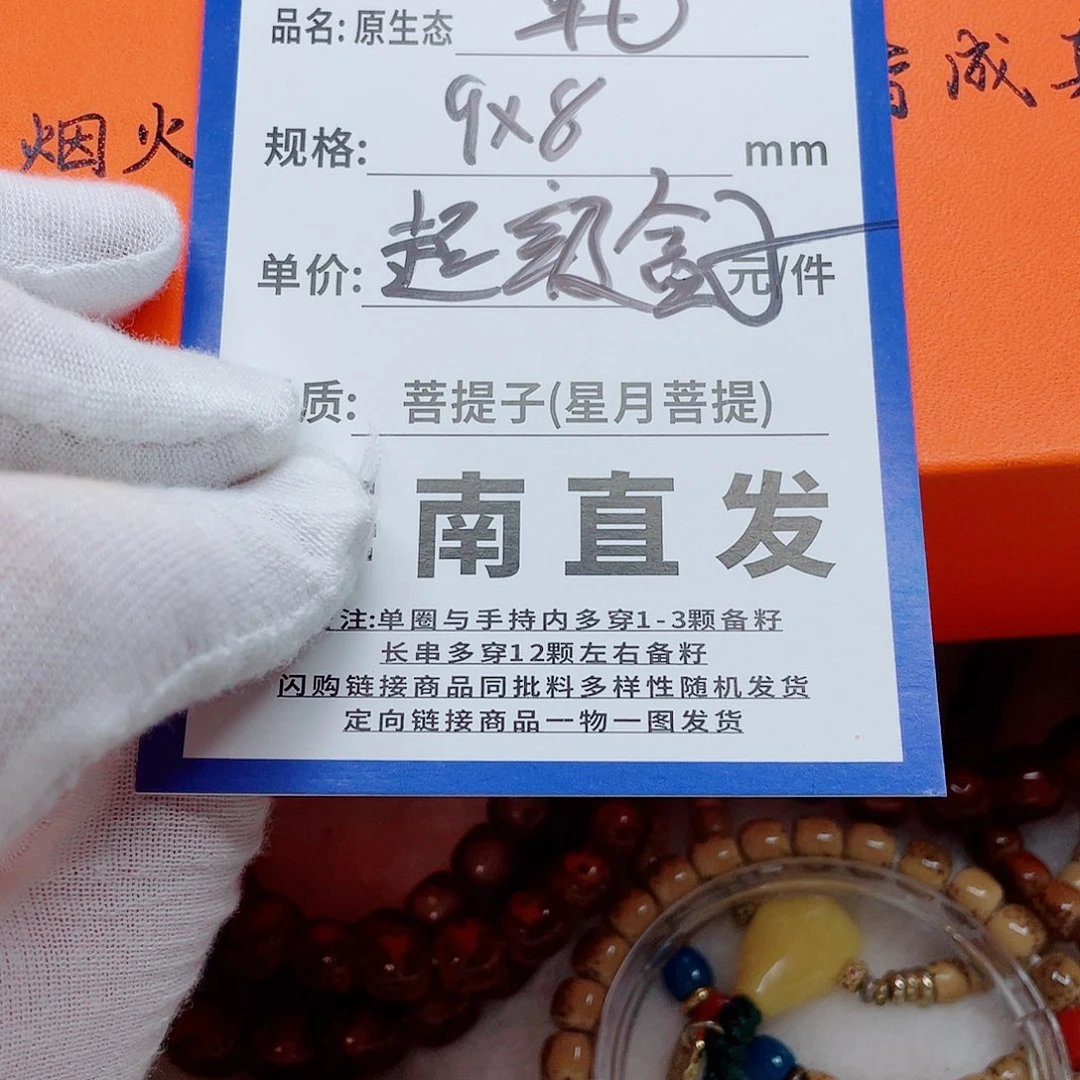 品名: 原生态
规格: 9x8 mm
单价: 元/件
质: 菩提子(星月菩提)
南直发
注:单圈与手持内多穿1-3颗备籽
长串多穿12颗左右备籽
闪购链接商品同批料多样性随机发货
定向链接商品一物一图发货
烟火
成真